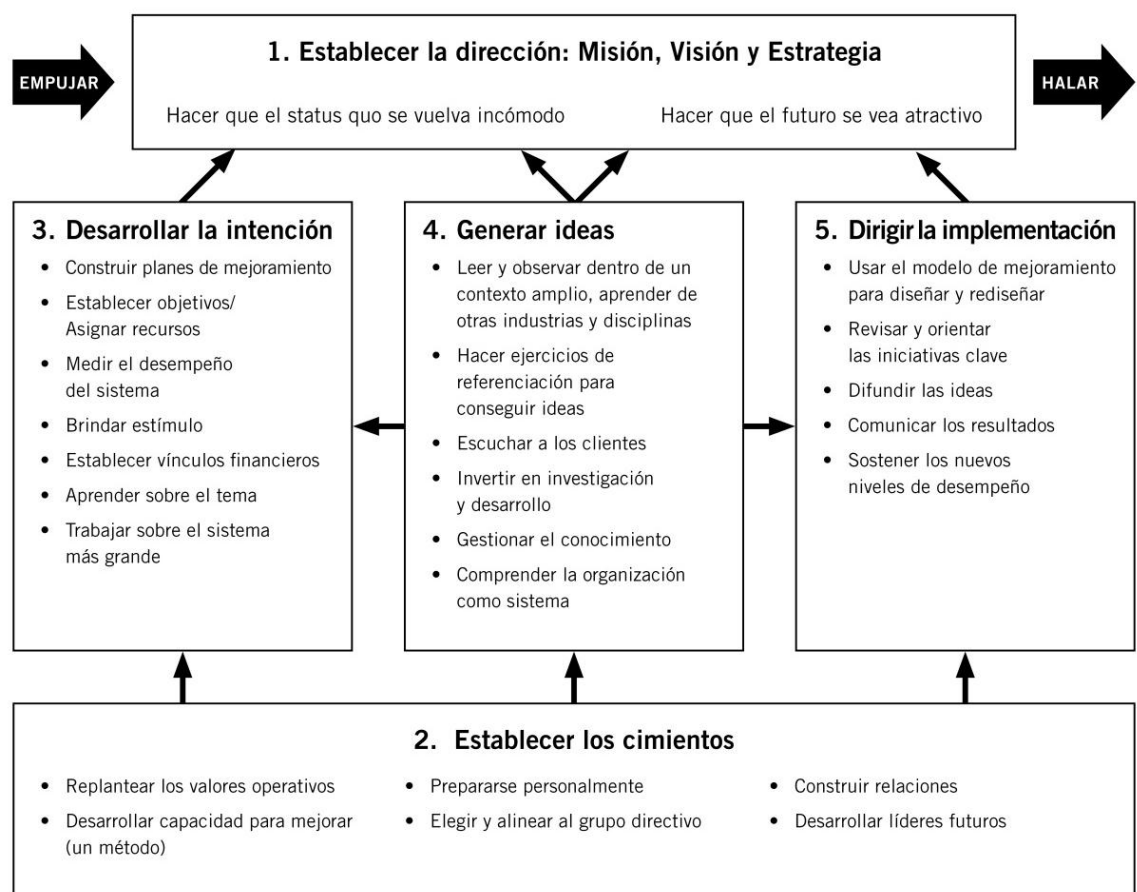 1. Establecer la dirección: Misión, Visión y Estrategia
EMPUJAR
HALAR
Hacer que el status quo se vuelva incómodo
Hacer que el futuro se vea atractivo
3. Desarrollar la intención
• Construir planes de mejoramiento
• Establecer objetivos/
Asignar recursos
• Medir el desempeño
del sistema
• Brindar estímulo
• Establecer vínculos financieros
• Aprender sobre el tema
• Trabajar sobre el sistema
más grande
4. Generar ideas
• Leer y observar dentro de un
contexto amplio, aprender de
otras industrias y disciplinas
• Hacer ejercicios de
referenciación para
conseguir ideas
• Escuchar a los clientes
• Invertir en investigación
y desarrollo
• Gestionar el conocimiento
• Comprender la organización
como sistema
5. Dirigir la implementación
• Usar el modelo de mejoramiento
para diseñar y rediseñar
• Revisar y orientar
las iniciativas clave
• Difundir las ideas
• Comunicar los resultados
• Sostener los nuevos
niveles de desempeño
2. Establecer los cimientos
• Replantear los valores operativos
• Desarrollar capacidad para mejorar
(un método)
• Prepararse personalmente
• Elegir y alinear al grupo directivo
• Construir relaciones
• Desarrollar líderes futuros